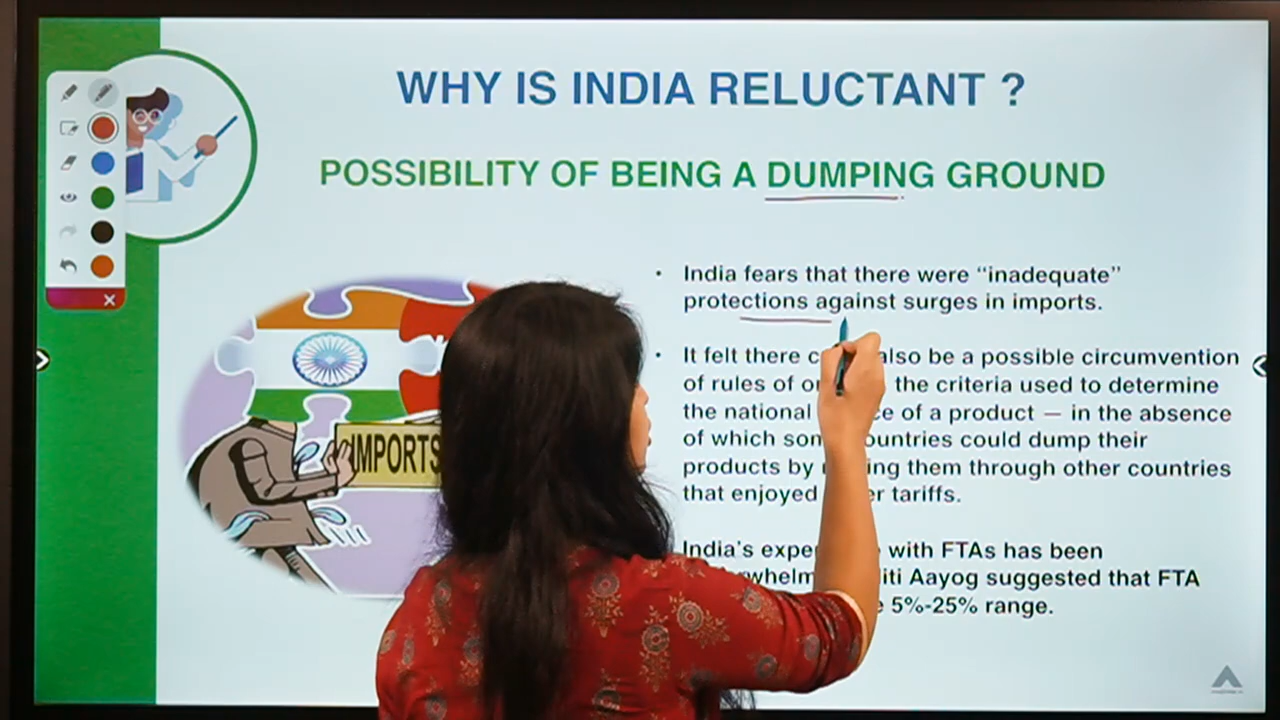 WHY IS INDIA RELUCTANT ?
POSSIBILITY OF BEING A DUMPING GROUND
IMPORTS
• India fears that there were “inadequate”
protections against surges in imports.
• It felt there also be a possible circumvention
of rules of the criteria used to determine
the national of a product — in the absence
of which countries could dump their
products by them through other countries
that enjoyed tariffs.
India’s with FTAs has been
Aayog suggested that FTA
5%-25% range.